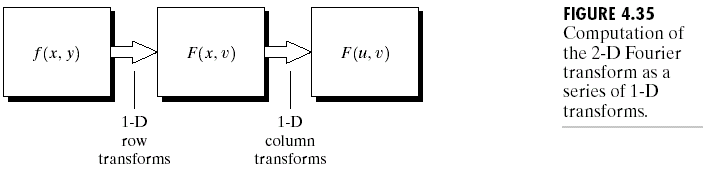 f(x, y)
F(x, v)
F(u, v)
1-D
row
transforms
1-D
column
transforms
FIGURE 4.35
Computation of
the 2-D Fourier
transform as a
series of 1-D
transforms.